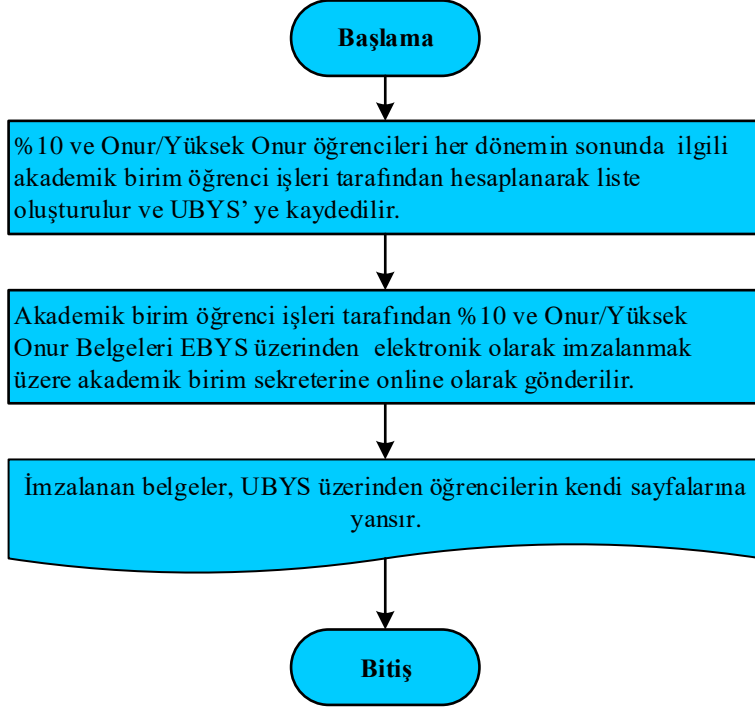 Başlama
%10 ve Onur/Yüksek Onur öğrencileri her dönemin sonunda ilgili
akademik birim öğrenci işleri tarafından hesaplanarak liste
oluşturulur ve UBYS’ ye kaydedilir.
Akademik birim öğrenci işleri tarafından %10 ve Onur/Yüksek
Onur Belgeleri EBYS üzerinden elektronik olarak imzalanmak
üzere akademik birim sekreterine online olarak gönderilir.
İmzalanan belgeler, UBYS üzerinden öğrencilerin kendi sayfalarına
yansır.
Bitiş